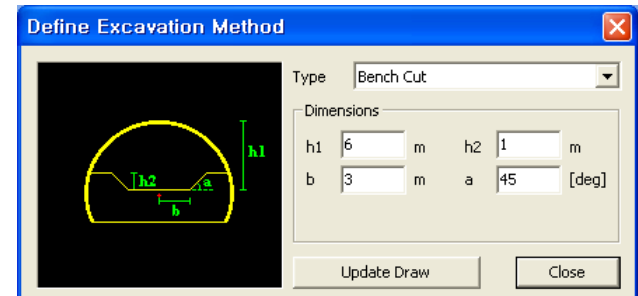 Define Excavation Method
Type Bench Cut
Dimensions
h1 6 m h2 1 m
b 3 m a 45 [deg]
h1
h2 a
b
Update Draw Close